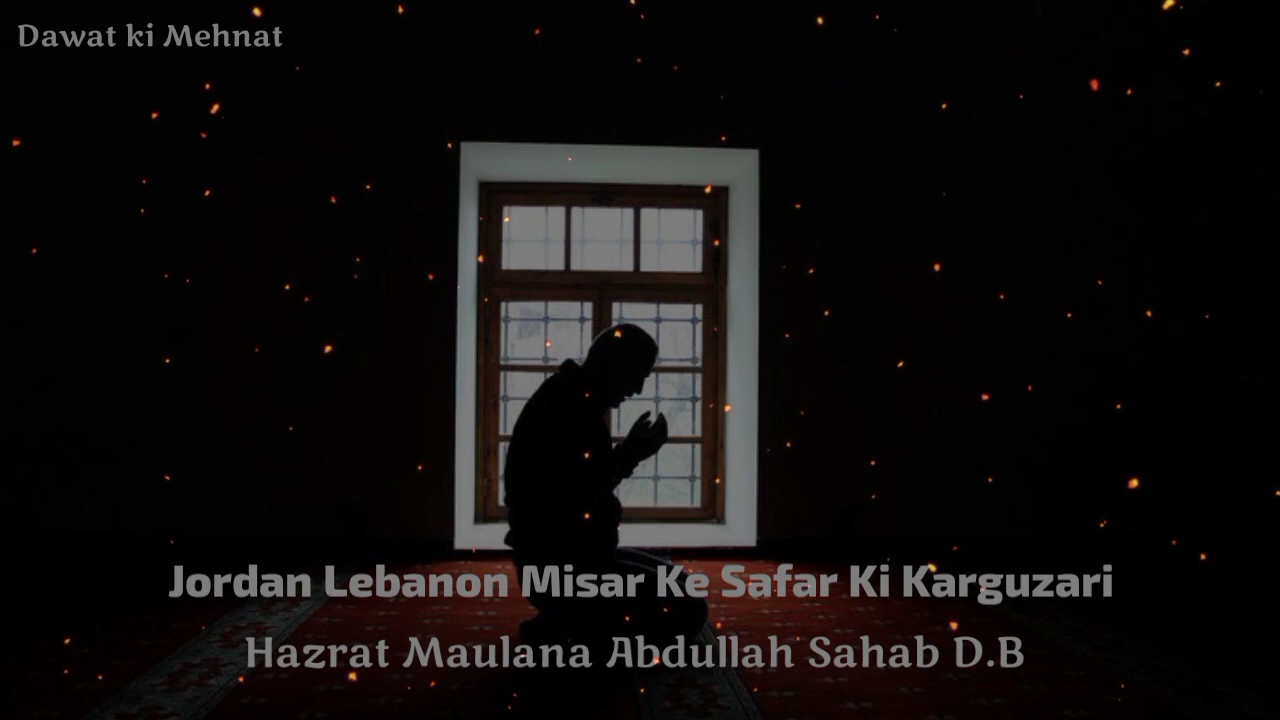 Dawat ki Mehnat
Jordan Lebanon Misar Ke Safar Ki Karguzari
Hazrat Maulana Abdullah Sahab D.B